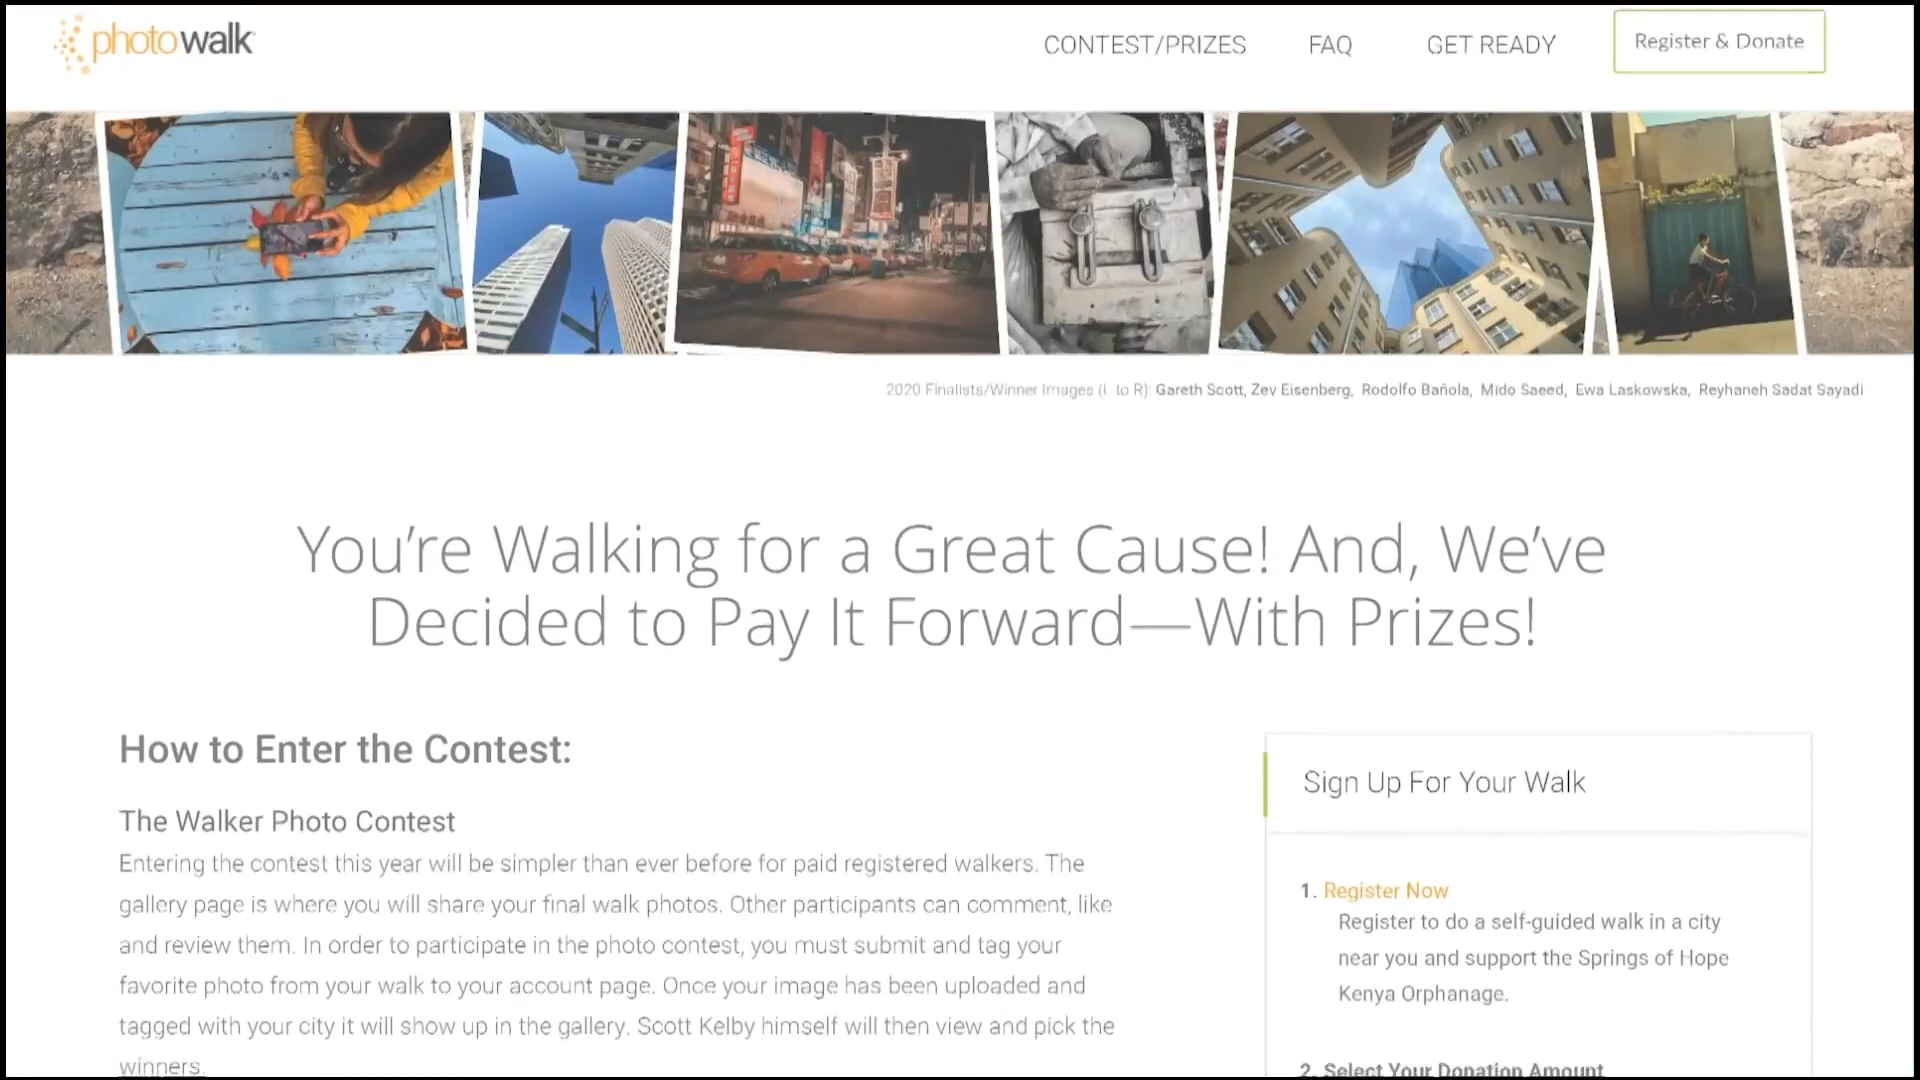 photowalk
CONTEST/PRIZES FAQ GET READY Register & Donate
2020 Finalists/Winner Images (L to R): Gareth Scott, Zev Eisenberg, Rodolfo Bañola, Mido Saeed, Ewa Laskowska, Reyhaneh Sadat Sayadi
You’re Walking for a Great Cause! And, We’ve
Decided to Pay It Forward—With Prizes!
How to Enter the Contest:
The Walker Photo Contest
Entering the contest this year will be simpler than ever before for paid registered walkers. The
gallery page is where you will share your final walk photos. Other participants can comment, like
and review them. In order to participate in the photo contest, you must submit and tag your
favorite photo from your walk to your account page. Once your image has been uploaded and
tagged with your city it will show up in the gallery. Scott Kelby himself will then view and pick the
winners.
Sign Up For Your Walk
1. Register Now
Register to do a self-guided walk in a city
near you and support the Springs of Hope
Kenya Orphanage.
2. Select Your Donation Amount